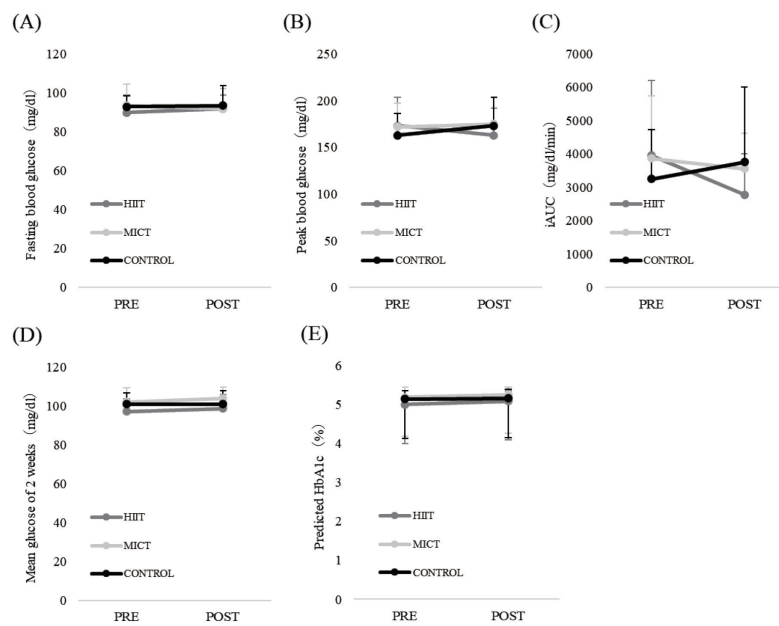 (A)
Fasting blood glucose (mg/dl)
120
100
80
60
40
20
0
HIIT
MICT
CONTROL
PRE POST
(B)
Peak blood glucose (mg/dl)
250
200
150
100
50
0
HIIT
MICT
CONTROL
PRE POST
(C)
iAUC (mg/dl/min)
7000
6000
5000
4000
3000
2000
1000
0
HIIT
MICT
CONTROL
PRE POST
(D)
Mean glucose of 2 weeks (mg/dl)
120
100
80
60
40
20
0
HIIT
MICT
CONTROL
PRE POST
(E)
Predicted HbA1c (%)
6
5
4
3
2
1
0
HIIT
MICT
CONTROL
PRE POST